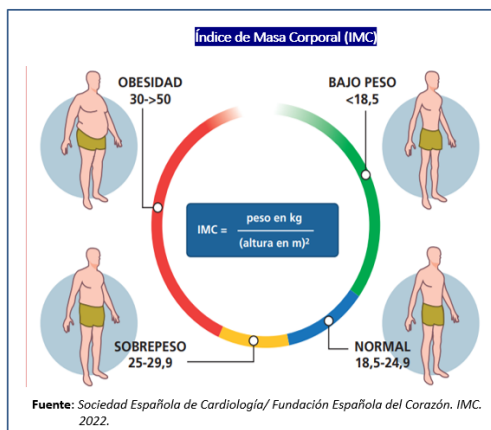 Índice de Masa Corporal (IMC)
OBESIDAD
30->50
BAJO PESO
<18,5
IMC = peso en kg
(altura en m)²
SOBREPESO
25-29,9
NORMAL
18,5-24,9
Fuente: Sociedad Española de Cardiología/ Fundación Española del Corazón. IMC.
2022.